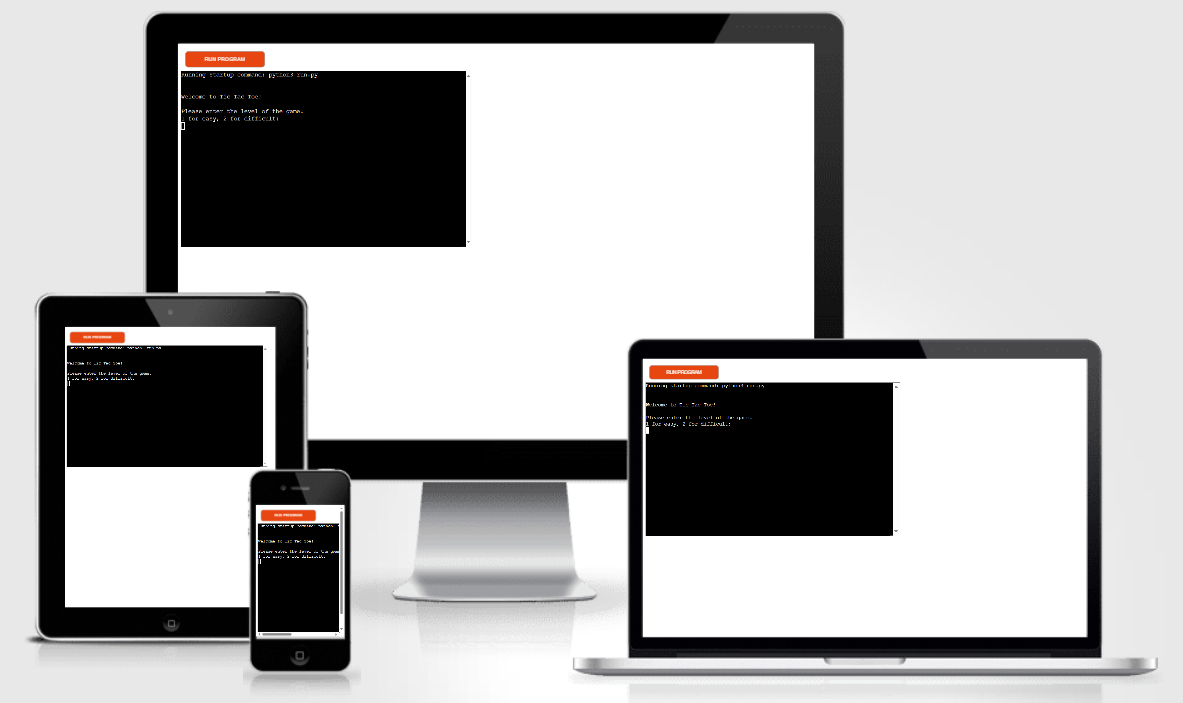 RUN PROGRAM
Running startup command: python3 run.py
Welcome to Tic Tac Toe!
Please enter the level of the game.
1 for easy, 2 for difficult:
RUN PROGRAM
Running startup command: python3 run.py
Welcome to Tic Tac Toe!
Please enter the level of the game.
1 for easy, 2 for difficult:
RUN PROGRAM
Running startup command: python3 run.py
Welcome to Tic Tac Toe!
Please enter the level of the game.
1 for easy, 2 for difficult:
RUN PROGRAM
Running startup command: python
Welcome to Tic Tac Toe!
Please enter the level of the game
1 for easy, 2 for difficult: